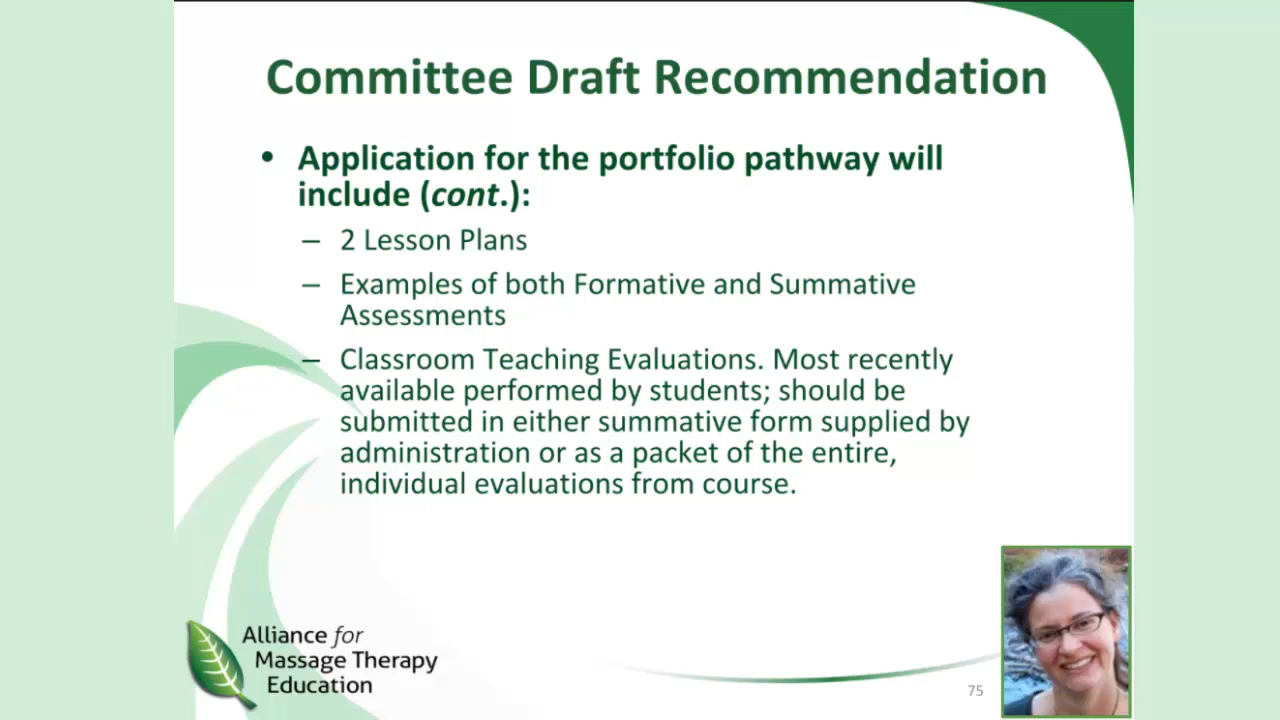 Committee Draft Recommendation
• Application for the portfolio pathway will
include (cont.):
– 2 Lesson Plans
– Examples of both Formative and Summative
Assessments
– Classroom Teaching Evaluations. Most recently
available performed by students; should be
submitted in either summative form supplied by
administration or as a packet of the entire,
individual evaluations from course.
Alliance for
Massage Therapy
Education
75